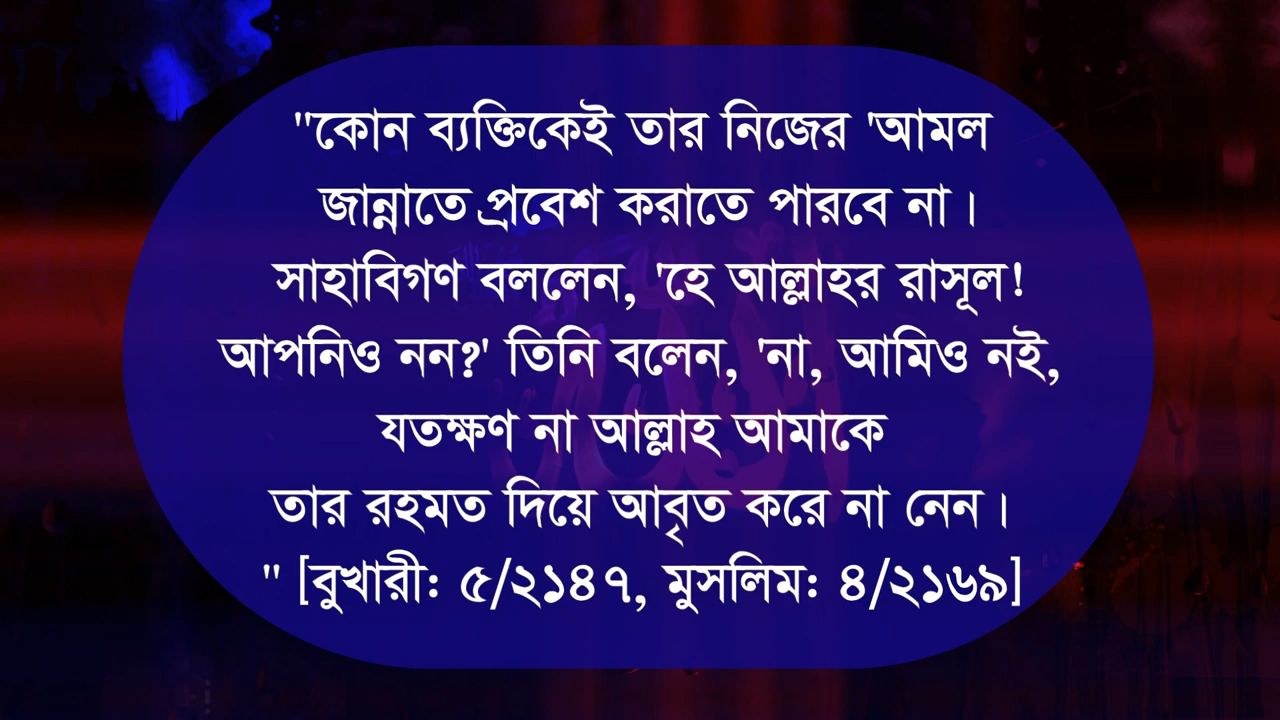 "কোন ব্যক্তিকেই তার নিজের 'আমল
জান্নাতে প্রবেশ করাতে পারবে না।
সাহাবিগণ বললেন, 'হে আল্লাহর রাসূল!
আপনিও নন?' তিনি বলেন, 'না, আমিও নই,
যতক্ষণ না আল্লাহ আমাকে
তার রহমত দিয়ে আবৃত করে না নেন।
" [বুখারী: ৫/২১৪৭, মুসলিম: ৪/২১৬৯]